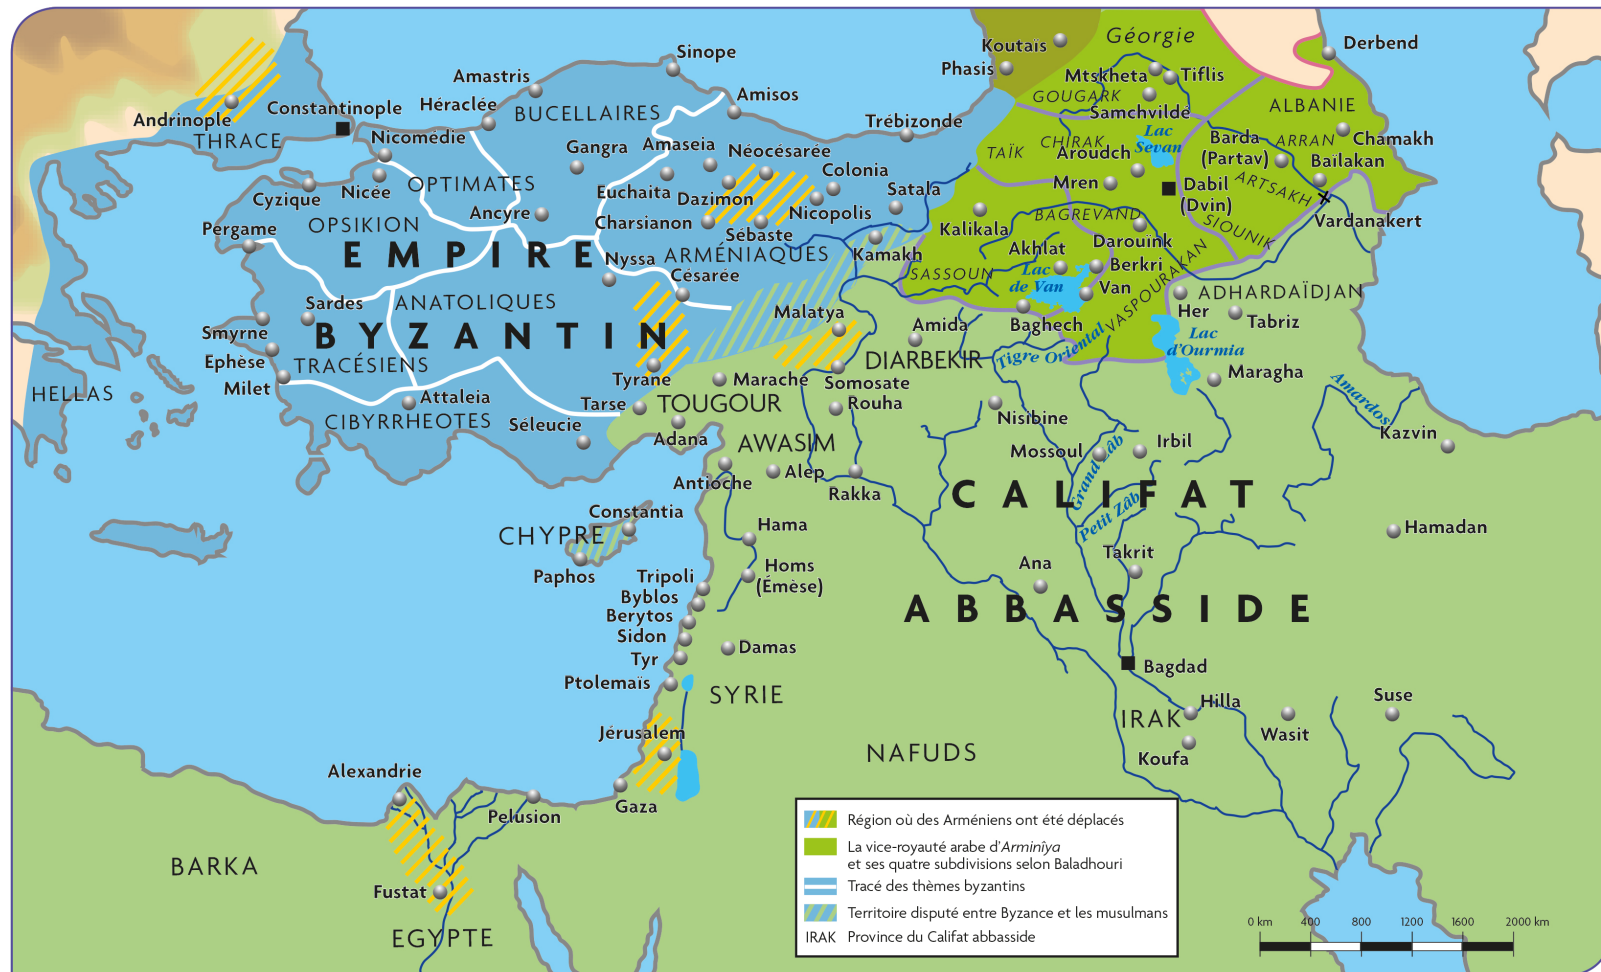 Koutaïs
Géorgie
Derbend
Sinope
Phasis
Mtskheta
Tiflis
Amastris
GOUGARK
Samchvildé
ALBANIE
Héraclée
Amisos
Constantinople
BUCELLAIRES
Andrinople
THRACE
Nicomédie
Trébizonde
CHIRAK
Lac
Sevan
Barda
(Partav)
ARRAN
Chamakh
Gangra
Amaseia
Néocésarée
TAÏK
Aroudch
Baïlakan
Colonia
Nicée
OPTIMATES
Euchaita
Dazimon
Satala
Mren
Dabil
(Dvin)
ARTSAKH
Cyzique
Ancyre
Charsianon
Nicopolis
Vardanakert
OPSIKION
Sébaste
Kalikala
BAGREVAND
SIOUNIK
Pergame
EMPIRE
Nyssa
ARMÉNIAQUES
Kamakh
Akhlat
Darouïnk
Césarée
SASSOUN
Lac
de Van
Berkri
Van
VASPOURAKAN
ADHARDAÏDJAN
Sardes
ANATOLIQUES
Malatya
Amida
Baghech
Her
Tabriz
Smyrne
BYZANTIN
Lac
d'Ourmia
Ephèse
TRACÉSIENS
DIARBEKIR
Tigre Oriental
Milet
Tyrane
Marache
Somosate
Maragha
HELLAS
Attaleia
Tarse
TOUGOUR
Rouha
Nisibine
Amardos
CIBYRRHEOTES
Séleucie
Adana
AWASIM
Kazvin
Mossoul
Grand Zâb
Irbil
Antioche
Alep
Rakka
CALIFAT
Petit Zâb
Constantia
CHYPRE
Hama
Hamadan
Paphos
Tripoli
Homs
(Émèse)
Ana
Takrit
Byblos
Berytos
ABBASSIDE
Sidon
Tyr
Damas
Bagdad
Ptolemaïs
SYRIE
Hilla
Suse
IRAK
Wasit
Jérusalem
NAFUDS
Koufa
Alexandrie
Gaza
Pelusion
BARKA
Fustat
EGYPTE
Région où des Arméniens ont été déplacés
La vice-royauté arabe d'Arminîya
et ses quatre subdivisions selon Baladhouri
Tracé des thèmes byzantins
Territoire disputé entre Byzance et les musulmans
IRAK Province du Califat abbasside
0 km 400 800 1200 1600 2000 km